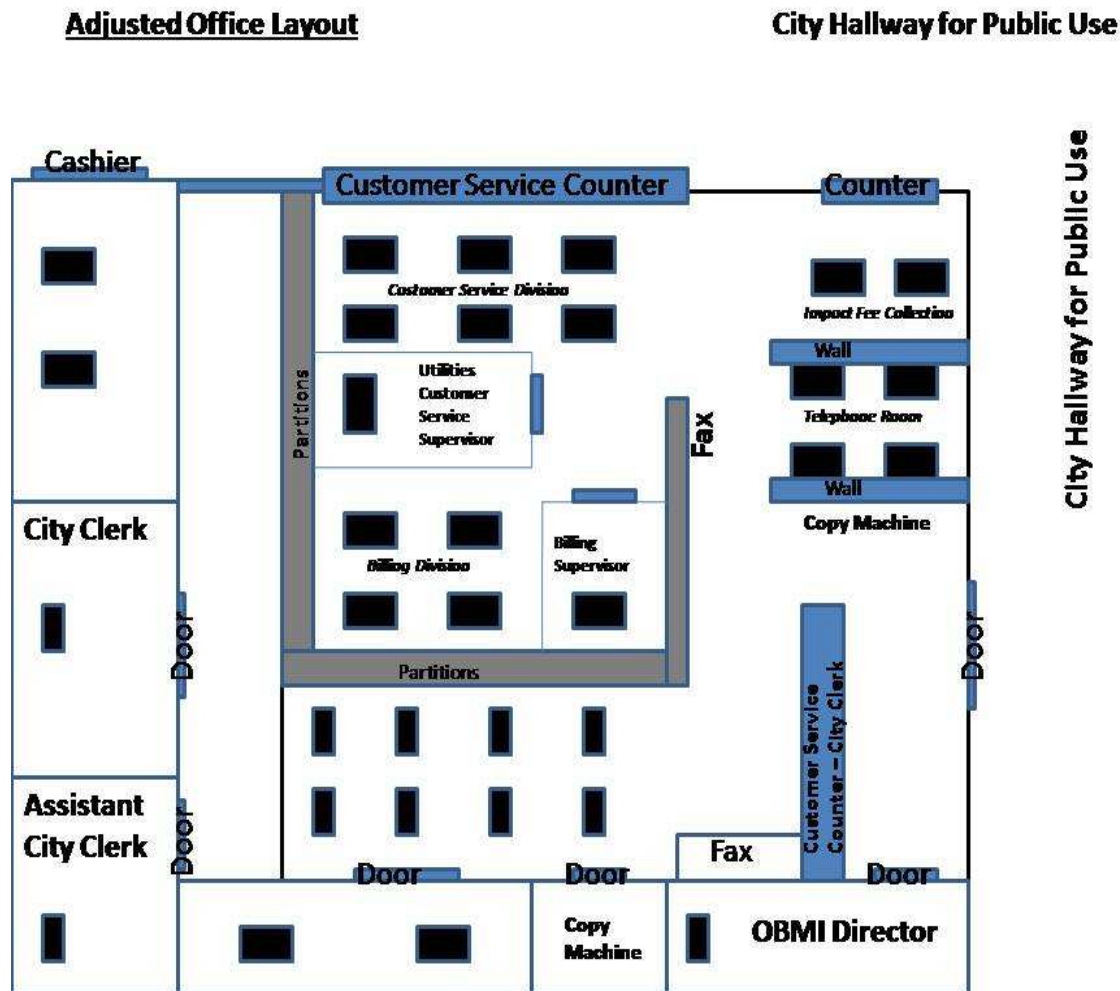 Adjusted Office Layout
City Hallway for Public Use
City Hallway for Public Use
Cashier
Customer Service Counter
Counter
Customer Service Division
Impact Fee Collection
Wall
Partitions
Utilities
Customer
Service
Supervisor
Fax
Telephone Room
Wall
Copy Machine
City Clerk
Door
Billing Division
Billing
Supervisor
Door
Partitions
Customer Service
Counter – City Clerk
Assistant
City Clerk
Door
Fax
Door
Door
Door
Copy
Machine
OBMI Director